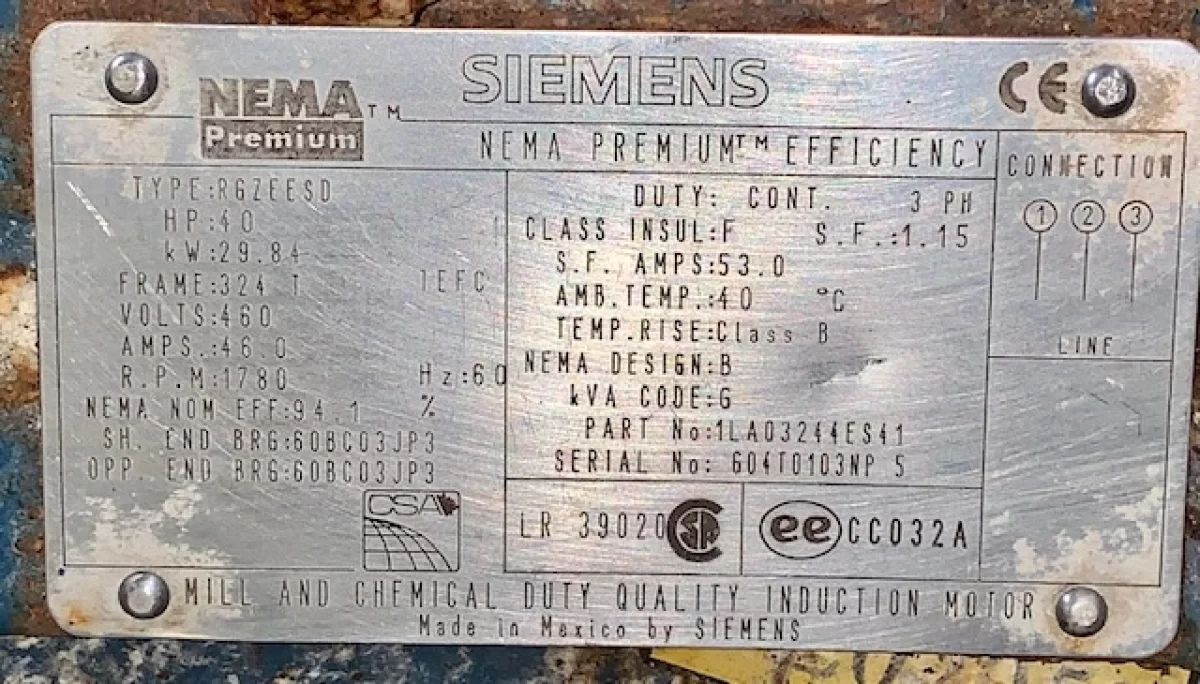 NEMA™
Premium
SIEMENS
CE
NEMA PREMIUM™ EFFICIENCY
TYPE:RGZEESD
HP:40
kW:29.84
FRAME:324 T TEFC
VOLTS:460
AMPS.:46.0
R.P.M:1780 Hz:60
NEMA NOM EFF:94.1 %
SH. END BRG:60BC03JP3
OPP. END BRG:60BC03JP3
CSA
DUTY: CONT. 3 PH
CLASS INSUL:F S.F.:1.15
S.F. AMPS:53.0
AMB.TEMP.:40 °C
TEMP.RISE:Class B
NEMA DESIGN:B
kVA CODE:G
PART No:1LA03244ES41
SERIAL No: G04T0103NP 5
LR 39020 SA
ee CC032A
CONNECTION
1 2 3
LINE
MILL AND CHEMICAL DUTY QUALITY INDUCTION MOTOR
Made in Mexico by SIEMENS